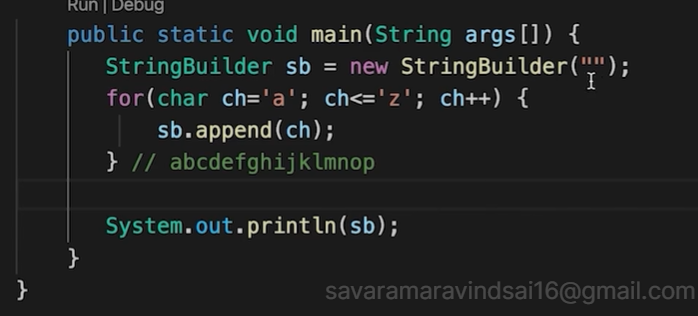 Run | Debug
public static void main(String args[]) {
StringBuilder sb = new StringBuilder("");
for(char ch='a'; ch<='z'; ch++) {
sb.append(ch);
} // abcdefghijklmnop
System.out.println(sb);
}
}
savaramaravindsai16@gmail.com